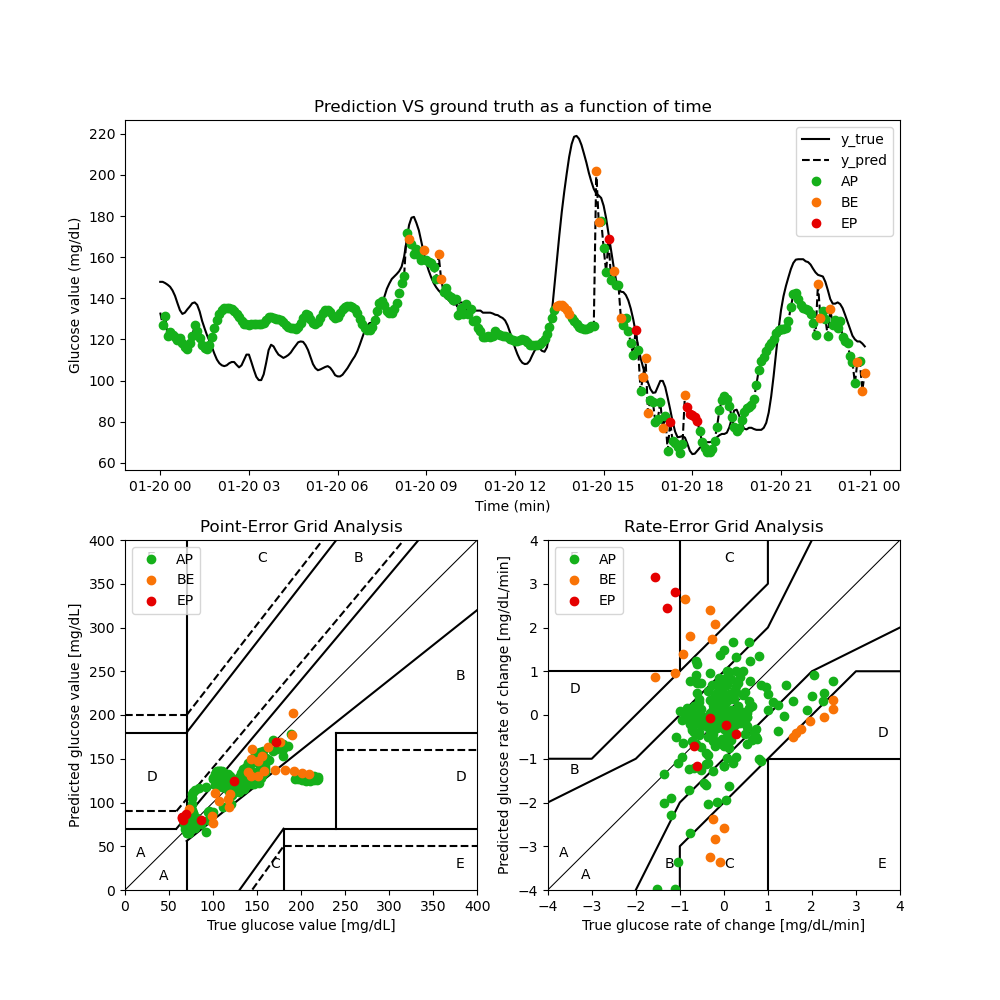 Prediction VS ground truth as a function of time
Glucose value (mg/dL)
220
200
180
160
140
120
100
80
60
y_true
y_pred
AP
BE
EP
01-20 00 01-20 03 01-20 06 01-20 09 01-20 12 01-20 15 01-20 18 01-20 21 01-21 00
Time (min)
Point-Error Grid Analysis
Predicted glucose value [mg/dL]
400
350
300
250
200
150
100
50
0
AP
BE
EP
C B
B
D D
A
A C E
0 50 100 150 200 250 300 350 400
True glucose value [mg/dL]
Rate-Error Grid Analysis
Predicted glucose rate of change [mg/dL/min]
4
3
2
1
0
−1
−2
−3
−4
AP
BE
EP
C
D
D
B
A
A B C E
−4 −3 −2 −1 0 1 2 3 4
True glucose rate of change [mg/dL/min]